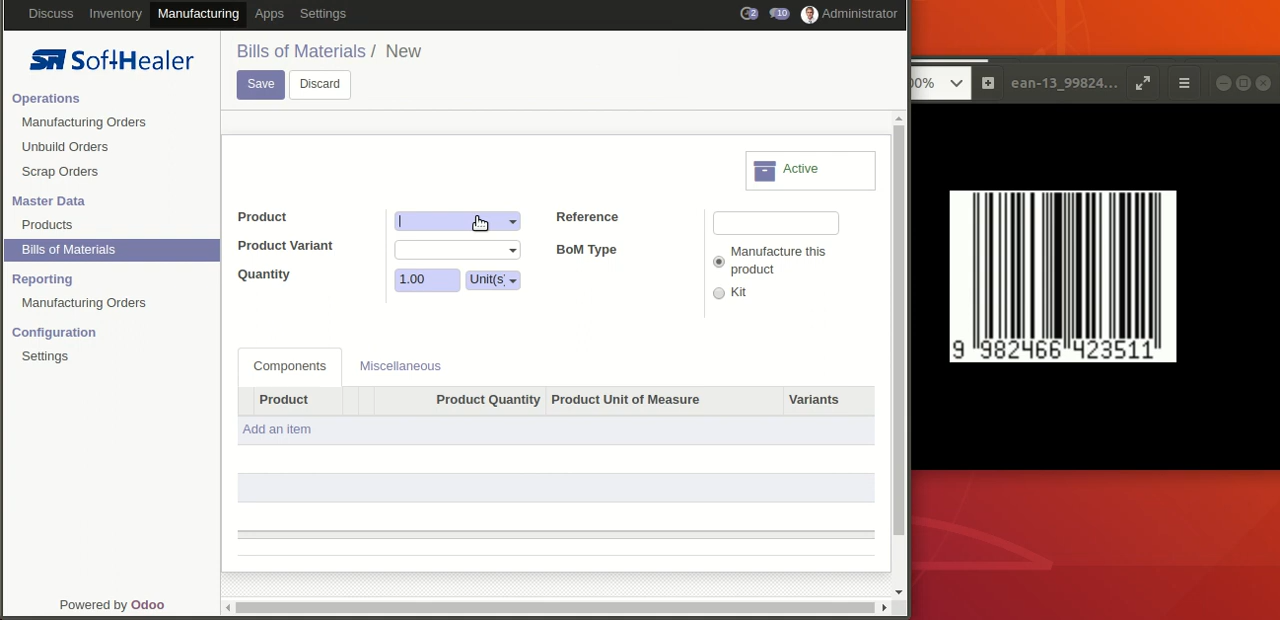 Discuss Inventory Manufacturing Apps Settings 2 10 Administrator
SoftHealer
Operations
Manufacturing Orders
Unbuild Orders
Scrap Orders
Master Data
Products
Bills of Materials
Reporting
Manufacturing Orders
Configuration
Settings
Powered by Odoo
Bills of Materials / New
Save Discard
Active
Product
Product Variant
Quantity 1.00 Unit(s)
Reference
BoM Type Manufacture this
product
Kit
Components Miscellaneous
Product Product Quantity Product Unit of Measure Variants
Add an item
00% ean-13_99824...
9 982466 423511